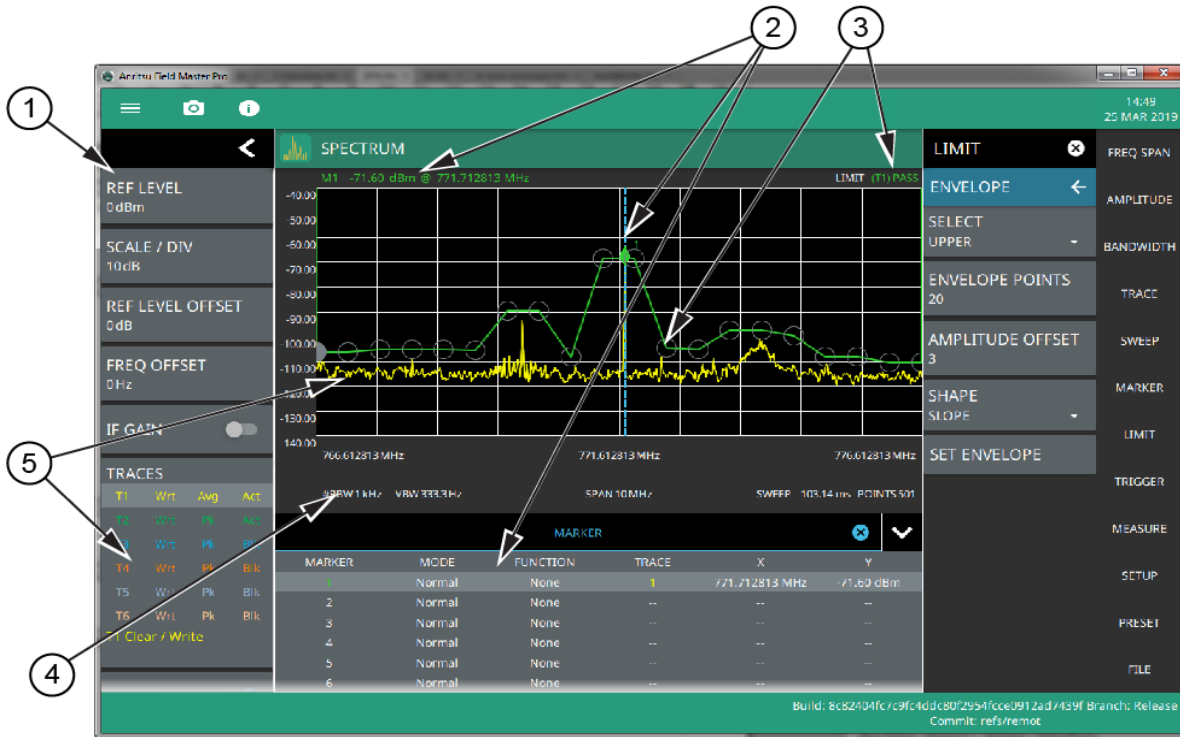 2
3
1
Anritsu Field Master Pro
14:49
25 MAR 2019
REF LEVEL
0 dBm
SCALE / DIV
10 dB
REF LEVEL OFFSET
0 dB
FREQ OFFSET
0 Hz
IF GAIN
5
TRACES
T1 Wrt Avg Act
T2 Wrt Pk Act
Wrt Pk Blk
T4 Wrt Pk Blk
T5 Wrt Pk Blk
T6 Wrt Pk Blk
T1 Clear / Write
4
SPECTRUM
M1 -71.60 dBm @ 771.712813 MHz
LIMIT (T1) PASS
-40.00
-50.00
-60.00
-70.00
-80.00
-90.00
-100.00
-110.00
-120.00
-130.00
140.00
1
766.612813 MHz 771.612813 MHz 776.612813 MHz
#RBW 1 kHz VBW 333.3 Hz SPAN 10 MHz SWEEP 103.14 ms POINTS 501
MARKER
MARKER MODE FUNCTION TRACE X Y
1 Normal None 1 771.712813 MHz -71.60 dBm
2 Normal None -- -- --
3 Normal None -- -- --
4 Normal None -- -- --
5 Normal None -- -- --
6 Normal None -- -- --
LIMIT
ENVELOPE
SELECT
UPPER
ENVELOPE POINTS
20
AMPLITUDE OFFSET
3
SHAPE
SLOPE
SET ENVELOPE
FREQ SPAN
AMPLITUDE
BANDWIDTH
TRACE
SWEEP
MARKER
LIMIT
TRIGGER
MEASURE
SETUP
PRESET
FILE
Build: 8c82404fc7c9fc4ddc80f2954fcce0912ad7439f Branch: Release
Commit: refs/remot